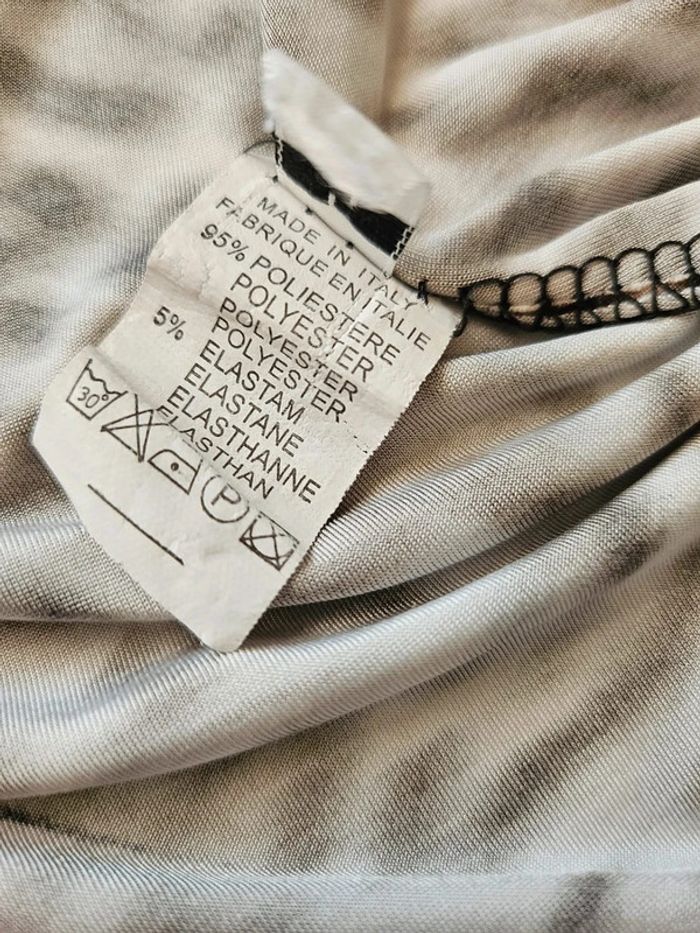 MADE IN ITALY
FABRIQUE EN ITALIE
95% POLIESTERE
POLYESTER
POLYESTER
POLYESTER
5% ELASTAM
ELASTANE
ELASTHANNE
ELASTHAN
30° P